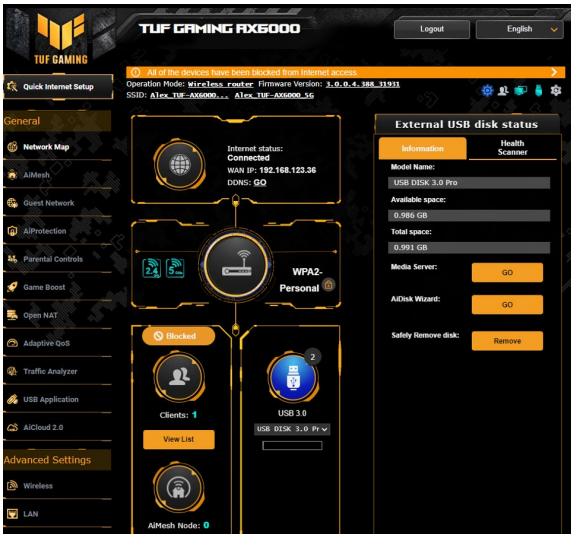 TUF GAMING
TUF GAMING AX6000
Logout
English
All of the devices have been blocked from Internet access
Quick Internet Setup
Operation Mode: Wireless router Firmware Version: 3.0.0.4.388_31931
SSID: Alex_TUF-AX6000... Alex_TUF-AX6000_5G
General
Network Map
AiMesh
Guest Network
AiProtection
Parental Controls
Game Boost
Open NAT
Adaptive QoS
Traffic Analyzer
USB Application
AiCloud 2.0
Advanced Settings
Wireless
LAN
Internet status:
Connected
WAN IP: 192.168.123.36
DDNS: GO
2.4
5
WPA2-
Personal
Blocked
Clients: 1
View List
AiMesh Node: 0
2
USB 3.0
USB DISK 3.0 Pr
External USB disk status
Information
Health
Scanner
Model Name:
USB DISK 3.0 Pro
Available space:
0.986 GB
Total space:
0.991 GB
Media Server:
GO
AiDisk Wizard:
GO
Safely Remove disk:
Remove